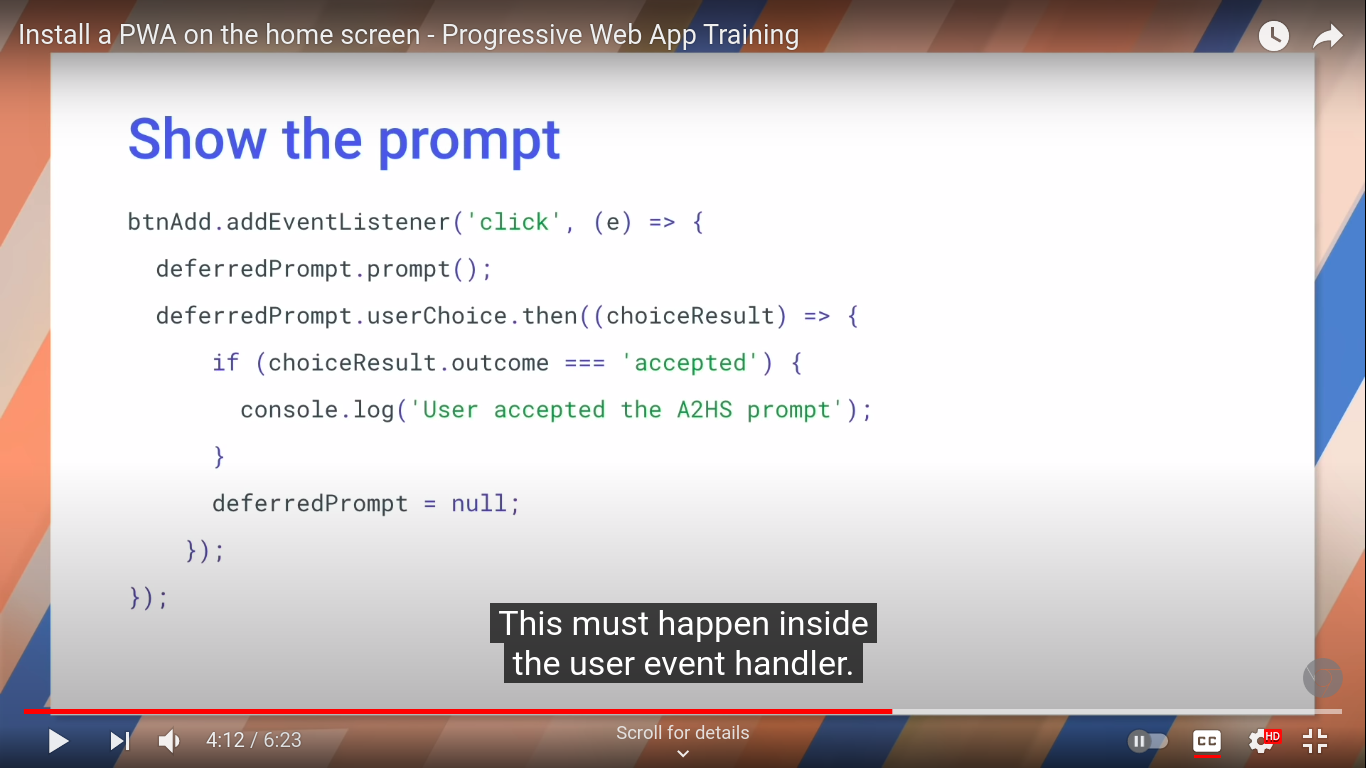 Install a PWA on the home screen - Progressive Web App Training
Show the prompt
btnAdd.addEventListener('click', (e) => {
deferredPrompt.prompt();
deferredPrompt.userChoice.then((choiceResult) => {
if (choiceResult.outcome === 'accepted') {
console.log('User accepted the A2HS prompt');
}
deferredPrompt = null;
});
});
This must happen inside
the user event handler.
4:12 / 6:23
Scroll for details
CC
HD